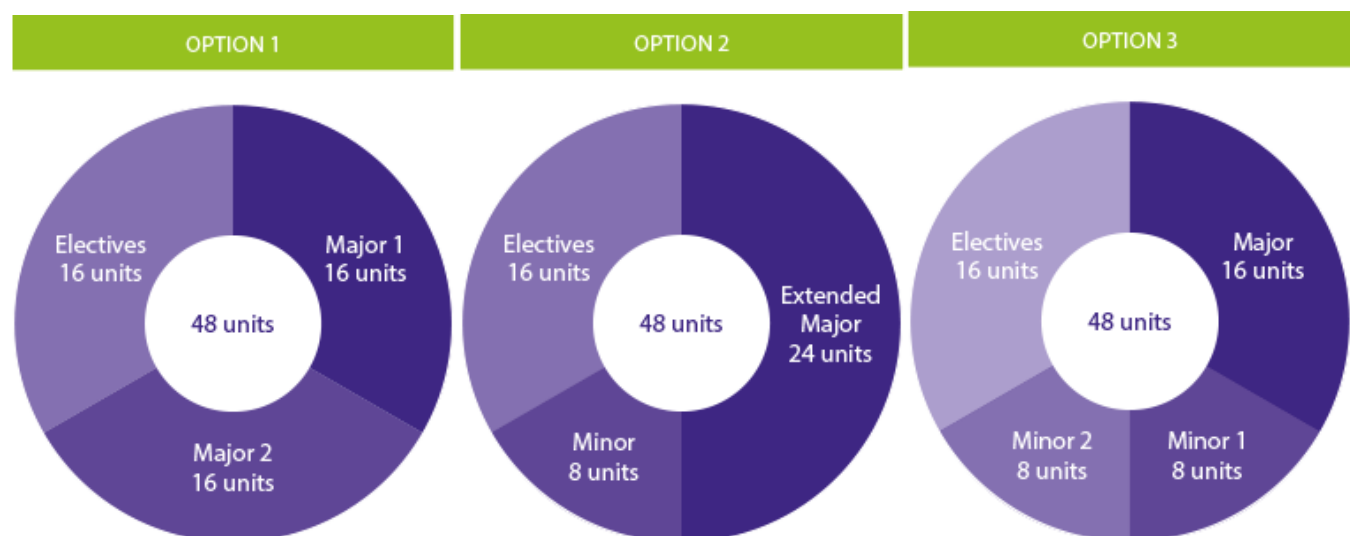 OPTION 1
Electives
16 units
Major 1
16 units
48 units
Major 2
16 units
OPTION 2
Electives
16 units
48 units
Extended
Major
24 units
Minor
8 units
OPTION 3
Electives
16 units
Major
16 units
48 units
Minor 2
8 units
Minor 1
8 units